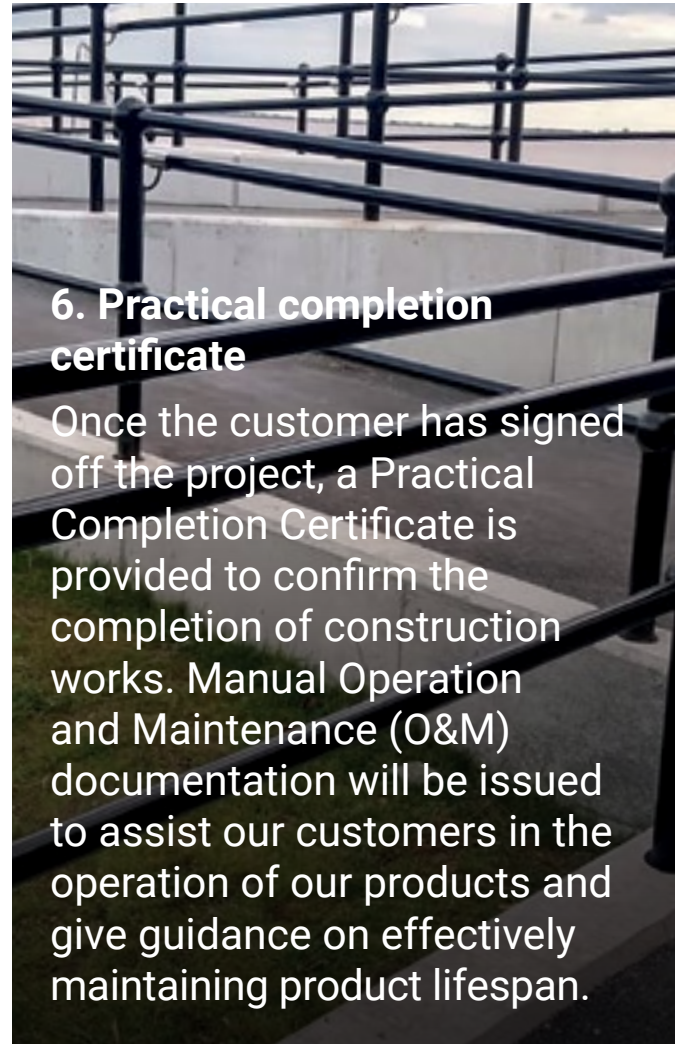 6. Practical completion
certificate
Once the customer has signed
off the project, a Practical
Completion Certificate is
provided to confirm the
completion of construction
works. Manual Operation
and Maintenance (O&M)
documentation will be issued
to assist our customers in the
operation of our products and
give guidance on effectively
maintaining product lifespan.